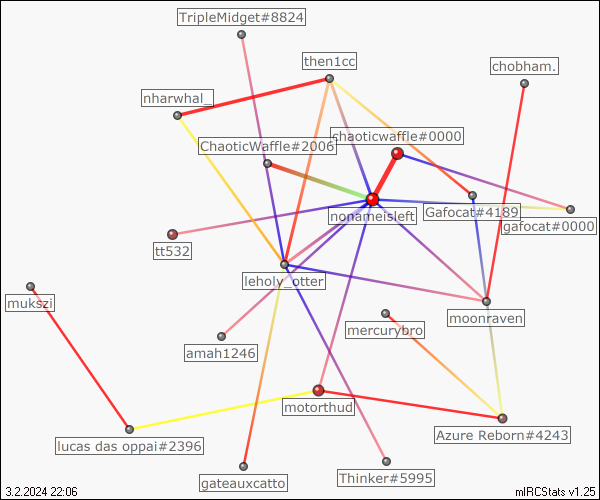 TripleMidget#8824
then1cc
chobham.
nharwhal_
chaoticwaffle#0000
ChaoticWaffle#2006
nonameisleft
Gafocat#4189
gafocat#0000
tt532
leholy_otter
mukszi
moonraven
mercurybro
amah1246
motorthud
Azure Reborn#4243
lucas das oppai#2396
gateauxcatto
Thinker#5995
3.2.2024 22:06
mIRCStats v1.25